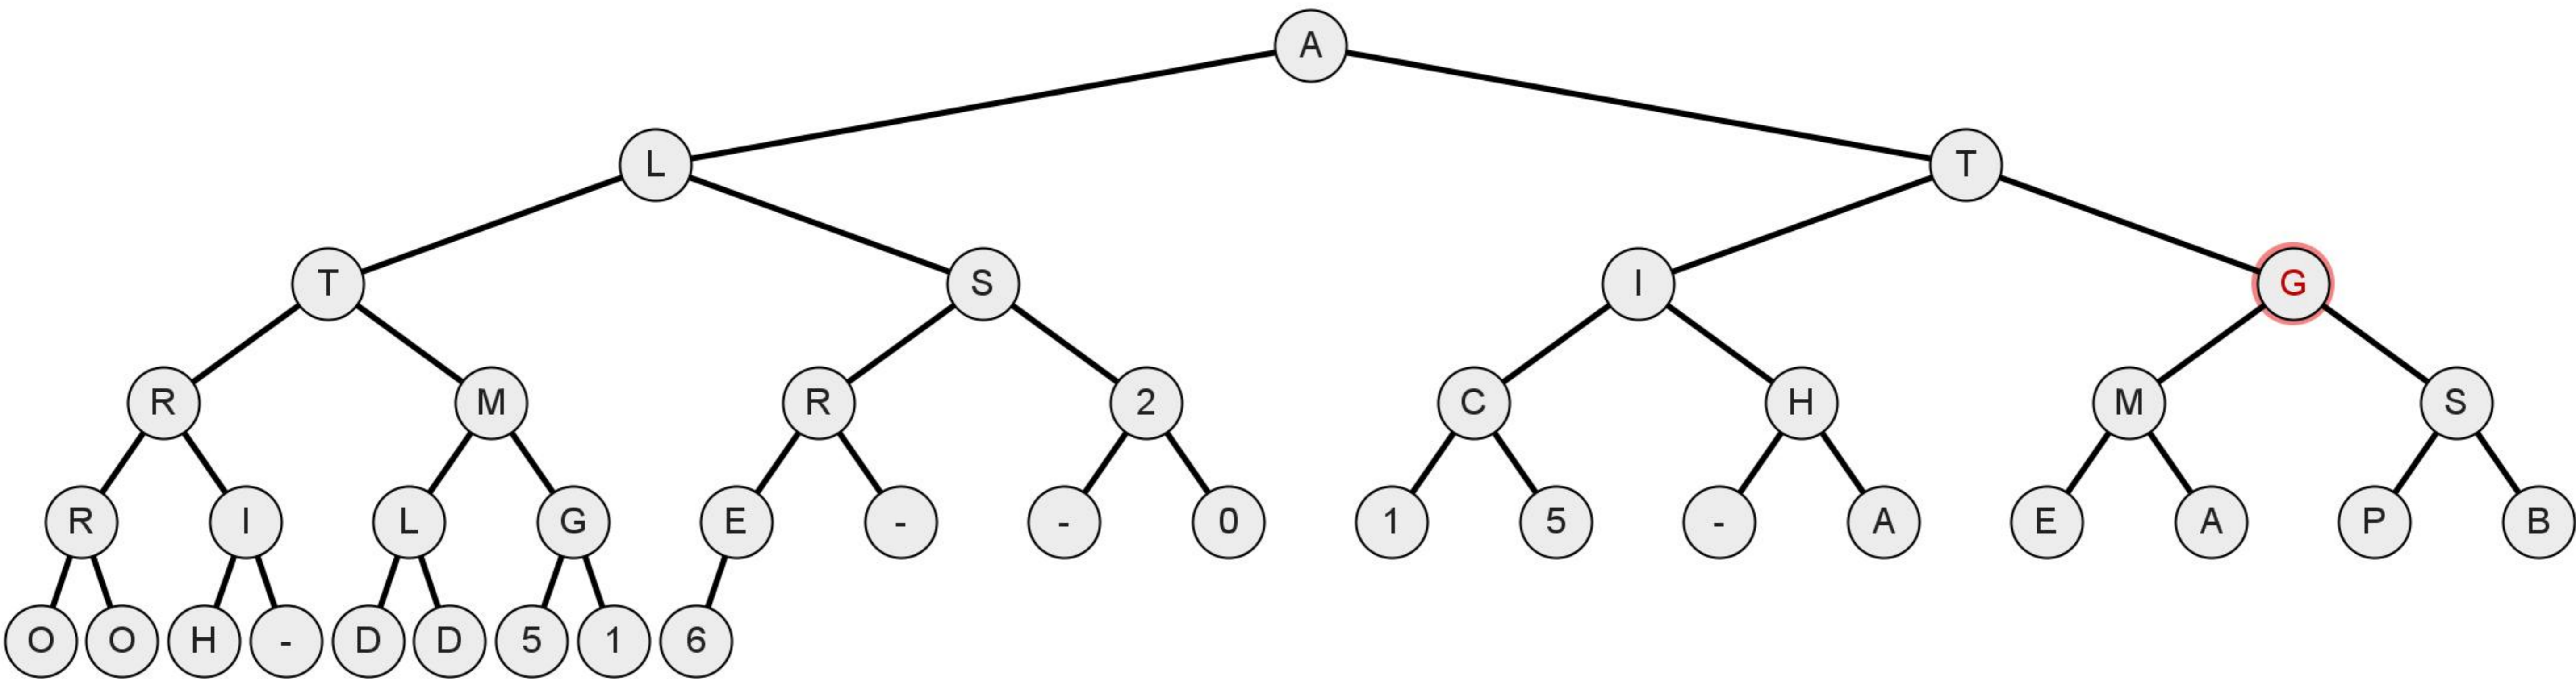 A
L T
T S I G
R M R 2 C H M S
R I L G E - - 0 1 5 - A E A P B
O O H - D D 5 1 6